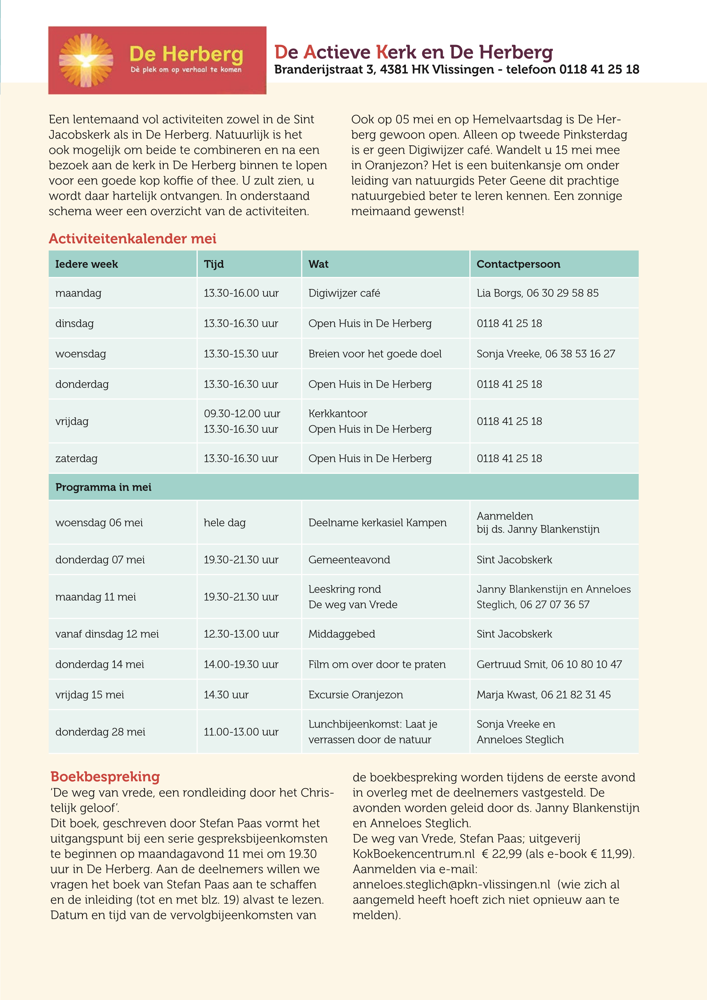 De Herberg
Dè plek om op verhaal te komen
De Actieve Kerk en De Herberg
Branderijstraat 3, 4381 HK Vlissingen - telefoon 0118 41 25 18
Een lentemaand vol activiteiten zowel in de Sint
Jacobskerk als in De Herberg. Natuurlijk is het
ook mogelijk om beide te combineren en na een
bezoek aan de kerk in De Herberg binnen te lopen
voor een goede kop koffie of thee. U zult zien, u
wordt daar hartelijk ontvangen. In onderstaand
schema weer een overzicht van de activiteiten.
Ook op 05 mei en op Hemelvaartsdag is De Her-
berg gewoon open. Alleen op tweede Pinksterdag
is er geen Digiwijzer café. Wandelt u 15 mei mee
in Oranjezon? Het is een buitenkansje om onder
leiding van natuurgids Peter Geene dit prachtige
natuurgebied beter te leren kennen. Een zonnige
meimaand gewenst!
Activiteitenkalender mei
Iedere week Tijd Wat Contactpersoon
maandag 13.30-16.00 uur Digiwijzer café Lia Borgs, 06 30 29 58 85
dinsdag 13.30-16.30 uur Open Huis in De Herberg 0118 41 25 18
woensdag 13.30-15.30 uur Breien voor het goede doel Sonja Vreeke, 06 38 53 16 27
donderdag 13.30-16.30 uur Open Huis in De Herberg 0118 41 25 18
vrijdag
09.30-12.00 uur
13.30-16.30 uur
Kerkkantoor
Open Huis in De Herberg
0118 41 25 18
zaterdag 13.30-16.30 uur Open Huis in De Herberg 0118 41 25 18
Programma in mei
woensdag 06 mei hele dag Deelname kerkasiel Kampen
Aanmelden
bij ds. Janny Blankenstijn
donderdag 07 mei 19.30-21.30 uur Gemeenteavond Sint Jacobskerk
maandag 11 mei 19.30-21.30 uur
Leeskring rond
De weg van Vrede
Janny Blankenstijn en Anneloes
Steglich, 06 27 07 36 57
vanaf dinsdag 12 mei 12.30-13.00 uur Middaggebed Sint Jacobskerk
donderdag 14 mei 14.00-19.30 uur Film om over door te praten Gertruud Smit, 06 10 80 10 47
vrijdag 15 mei 14.30 uur Excursie Oranjezon Marja Kwast, 06 21 82 31 45
donderdag 28 mei 11.00-13.00 uur
Lunchbijeenkomst: Laat je
verrassen door de natuur
Sonja Vreeke en
Anneloes Steglich
Boekbespreking
‘De weg van vrede, een rondleiding door het Chris-
telijk geloof’.
Dit boek, geschreven door Stefan Paas vormt het
uitgangspunt bij een serie gespreksbijeenkomsten
te beginnen op maandagavond 11 mei om 19.30
uur in De Herberg. Aan de deelnemers willen we
vragen het boek van Stefan Paas aan te schaffen
en de inleiding (tot en met blz. 19) alvast te lezen.
Datum en tijd van de vervolgbijeenkomsten van
de boekbespreking worden tijdens de eerste avond
in overleg met de deelnemers vastgesteld. De
avonden worden geleid door ds. Janny Blankenstijn
en Anneloes Steglich.
De weg van Vrede, Stefan Paas; uitgeverij
KokBoekencentrum.nl € 22,99 (als e-book € 11,99).
Aanmelden via e-mail:
anneloes.steglich@pkn-vlissingen.nl (wie zich al
aangemeld heeft hoeft zich niet opnieuw aan te
melden).